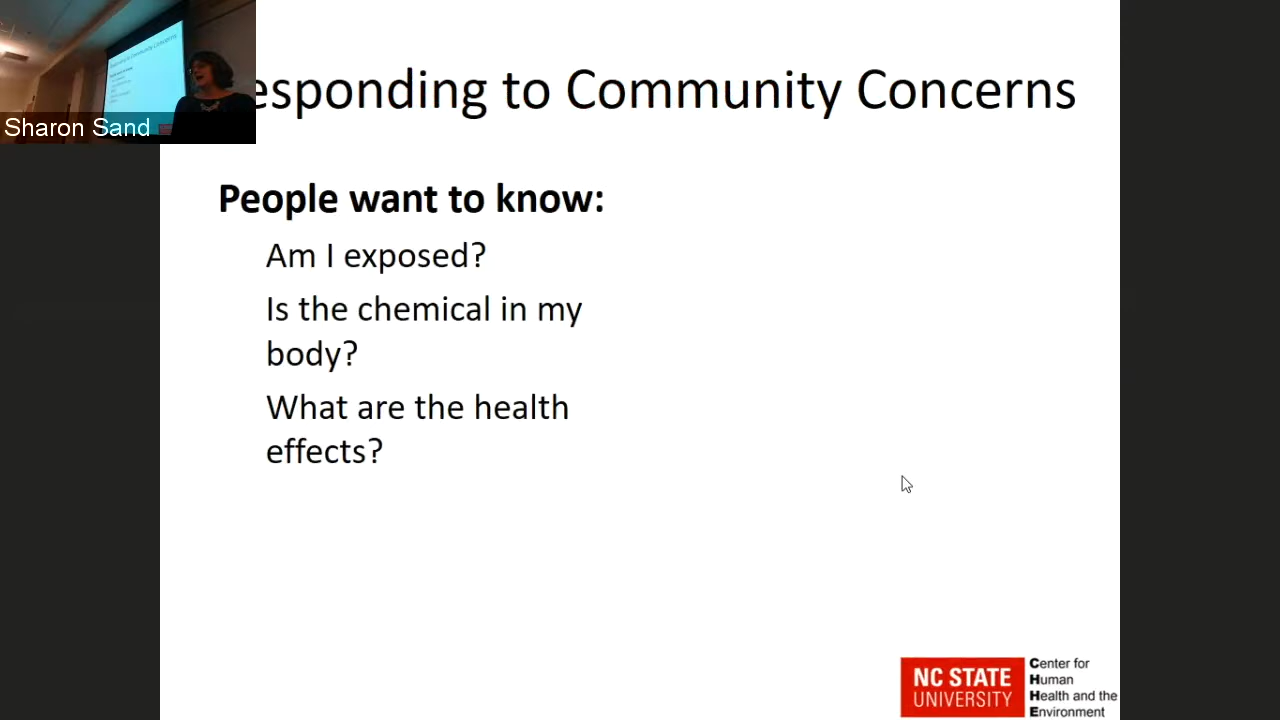 esponding to Community Concerns
Sharon Sand
People want to know:
Am I exposed?
Is the chemical in my
body?
What are the health
effects?
NC STATE
UNIVERSITY
Center for
Human
Health and the
Environment